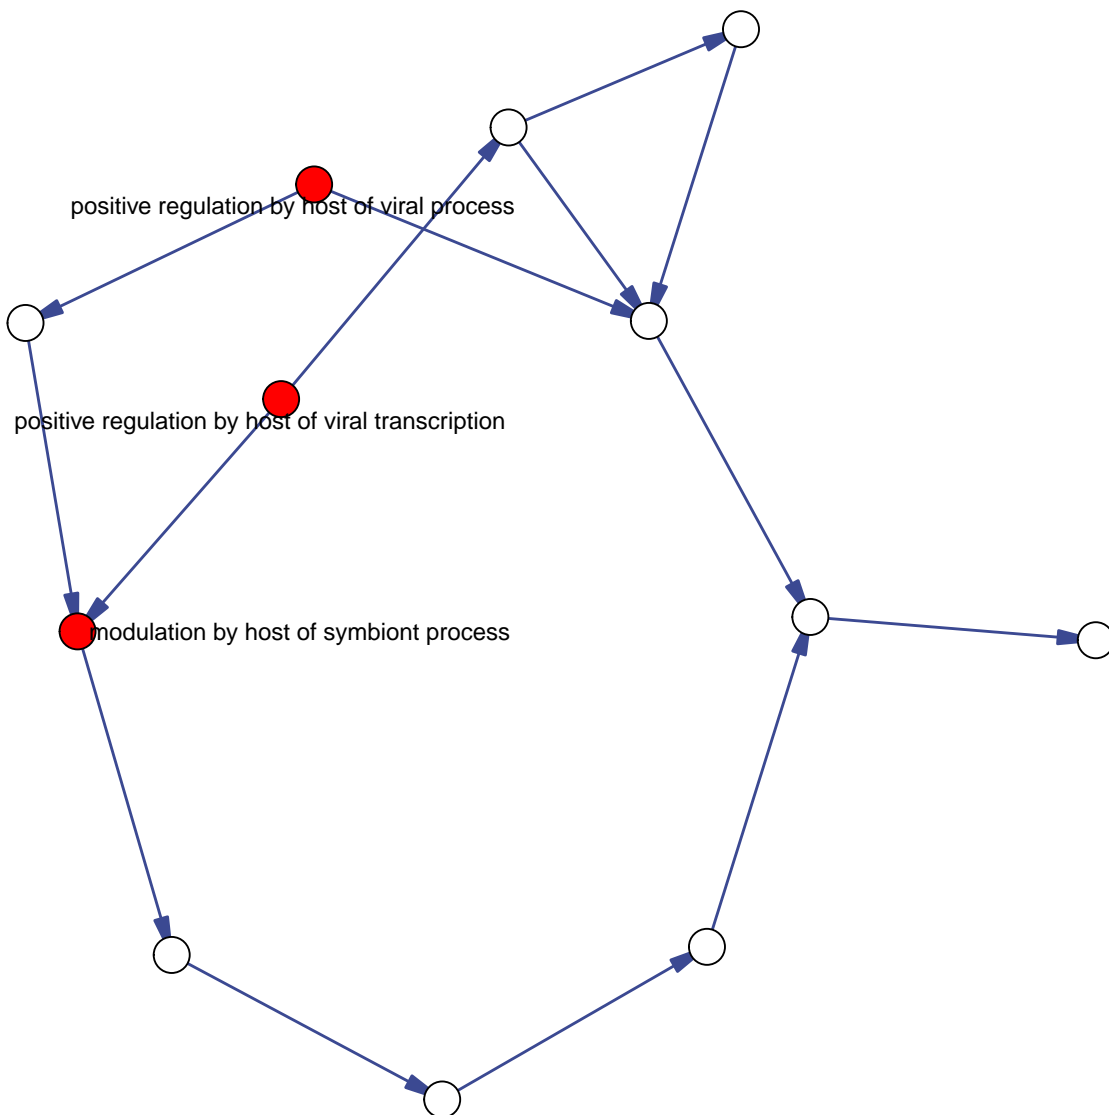 positive regulation by host of viral process
positive regulation by host of viral transcription
modulation by host of symbiont process